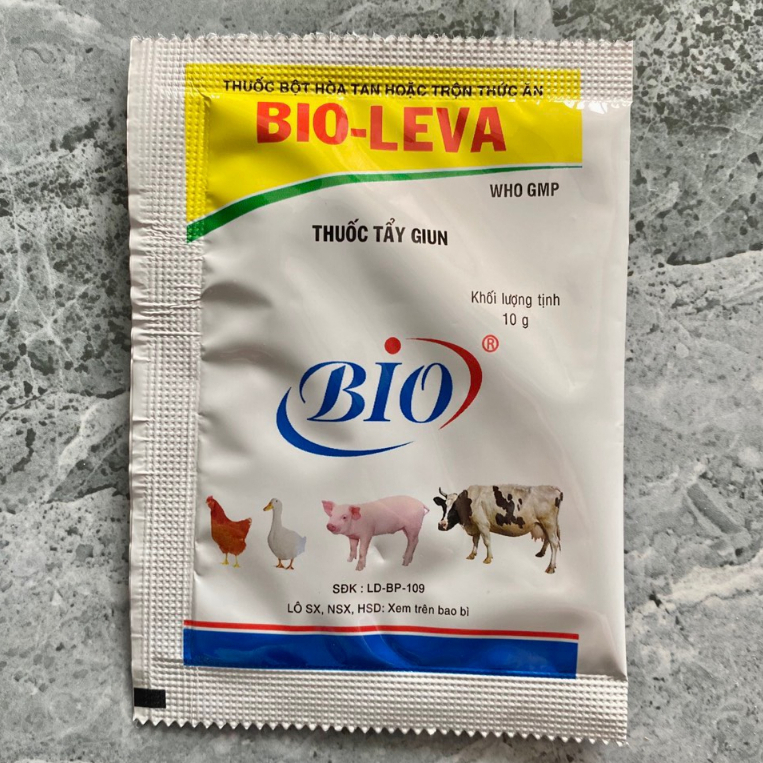 THUỐC BỘT HÒA TAN HOẶC TRỘN THỨC ĂN
BIO-LEVA
WHO GMP
THUỐC TẨY GIUN
Khối lượng tịnh
10 g
BIO®
SĐK : LD-BP-109
LÔ SX, NSX, HSD: Xem trên bao bì